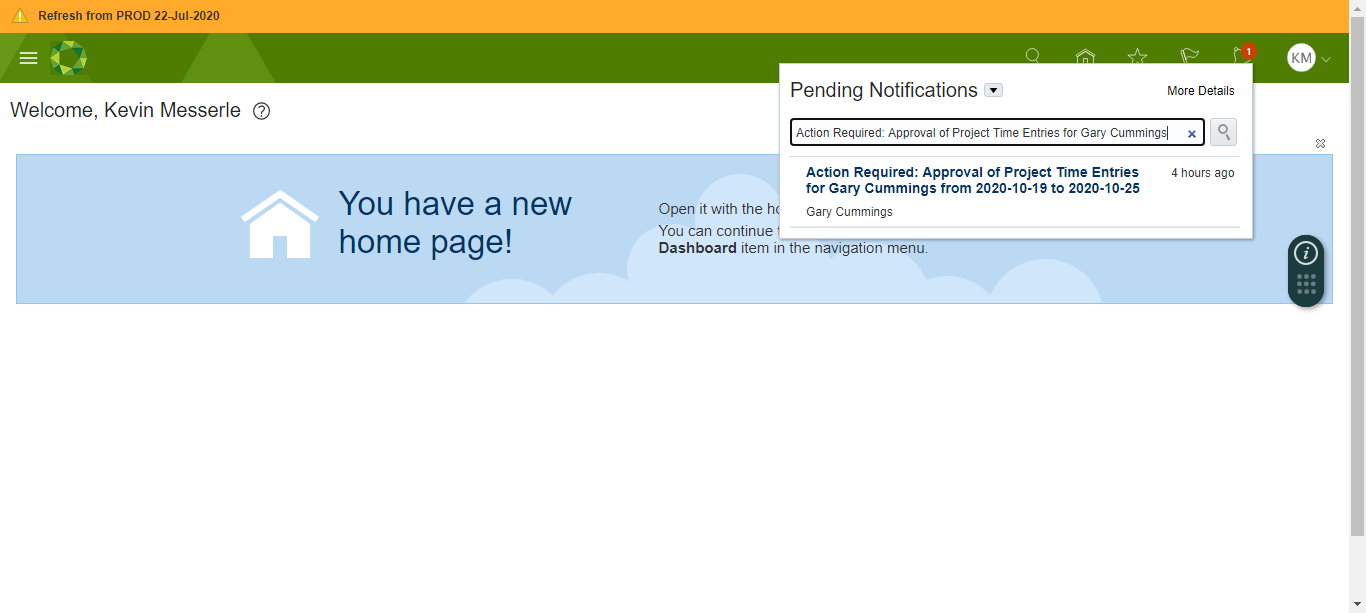 Refresh from PROD 22-Jul-2020
1
KM
Welcome, Kevin Messerle
Pending Notifications
More Details
Action Required: Approval of Project Time Entries for Gary Cummings
Action Required: Approval of Project Time Entries
for Gary Cummings from 2020-10-19 to 2020-10-25
4 hours ago
Gary Cummings
You have a new
home page!
Open it with the
You can continue
Dashboard item in the navigation menu.